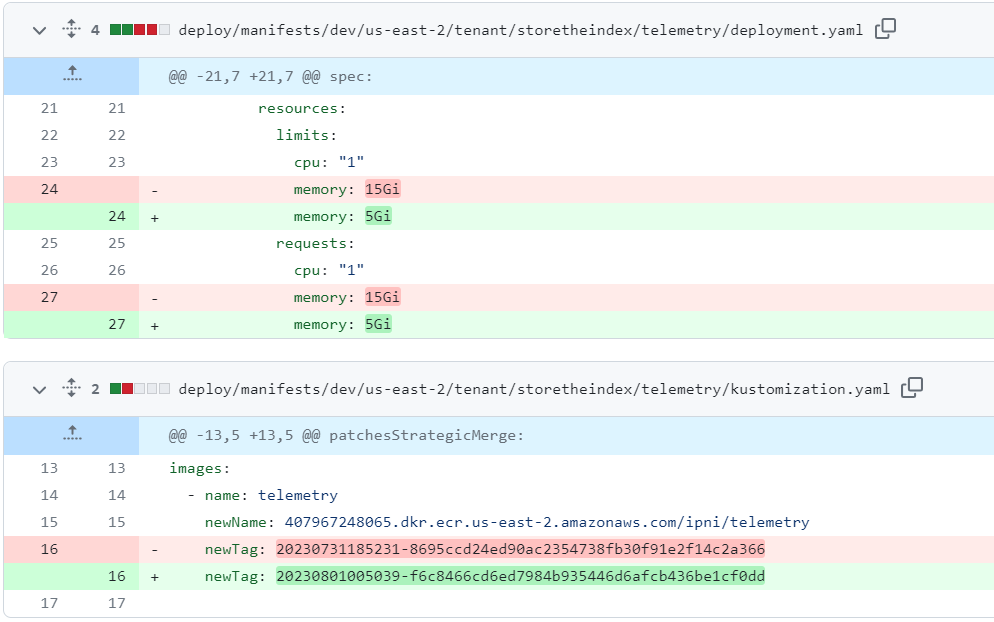 4 deploy/manifests/dev/us-east-2/tenant/storetheindex/telemetry/deployment.yaml
@@ -21,7 +21,7 @@ spec:
21 21 resources:
22 22 limits:
23 23 cpu: "1"
24 - memory: 15Gi
24 + memory: 5Gi
25 25 requests:
26 26 cpu: "1"
27 - memory: 15Gi
27 + memory: 5Gi
2 deploy/manifests/dev/us-east-2/tenant/storetheindex/telemetry/kustomization.yaml
@@ -13,5 +13,5 @@ patchesStrategicMerge:
13 13 images:
14 14 - name: telemetry
15 15 newName: 407967248065.dkr.ecr.us-east-2.amazonaws.com/ipni/telemetry
16 - newTag: 20230731185231-8695ccd24ed90ac2354738fb30f91e2f14c2a366
16 + newTag: 20230801005039-f6c8466cd6ed7984b935446d6afcb436be1cf0dd
17 17